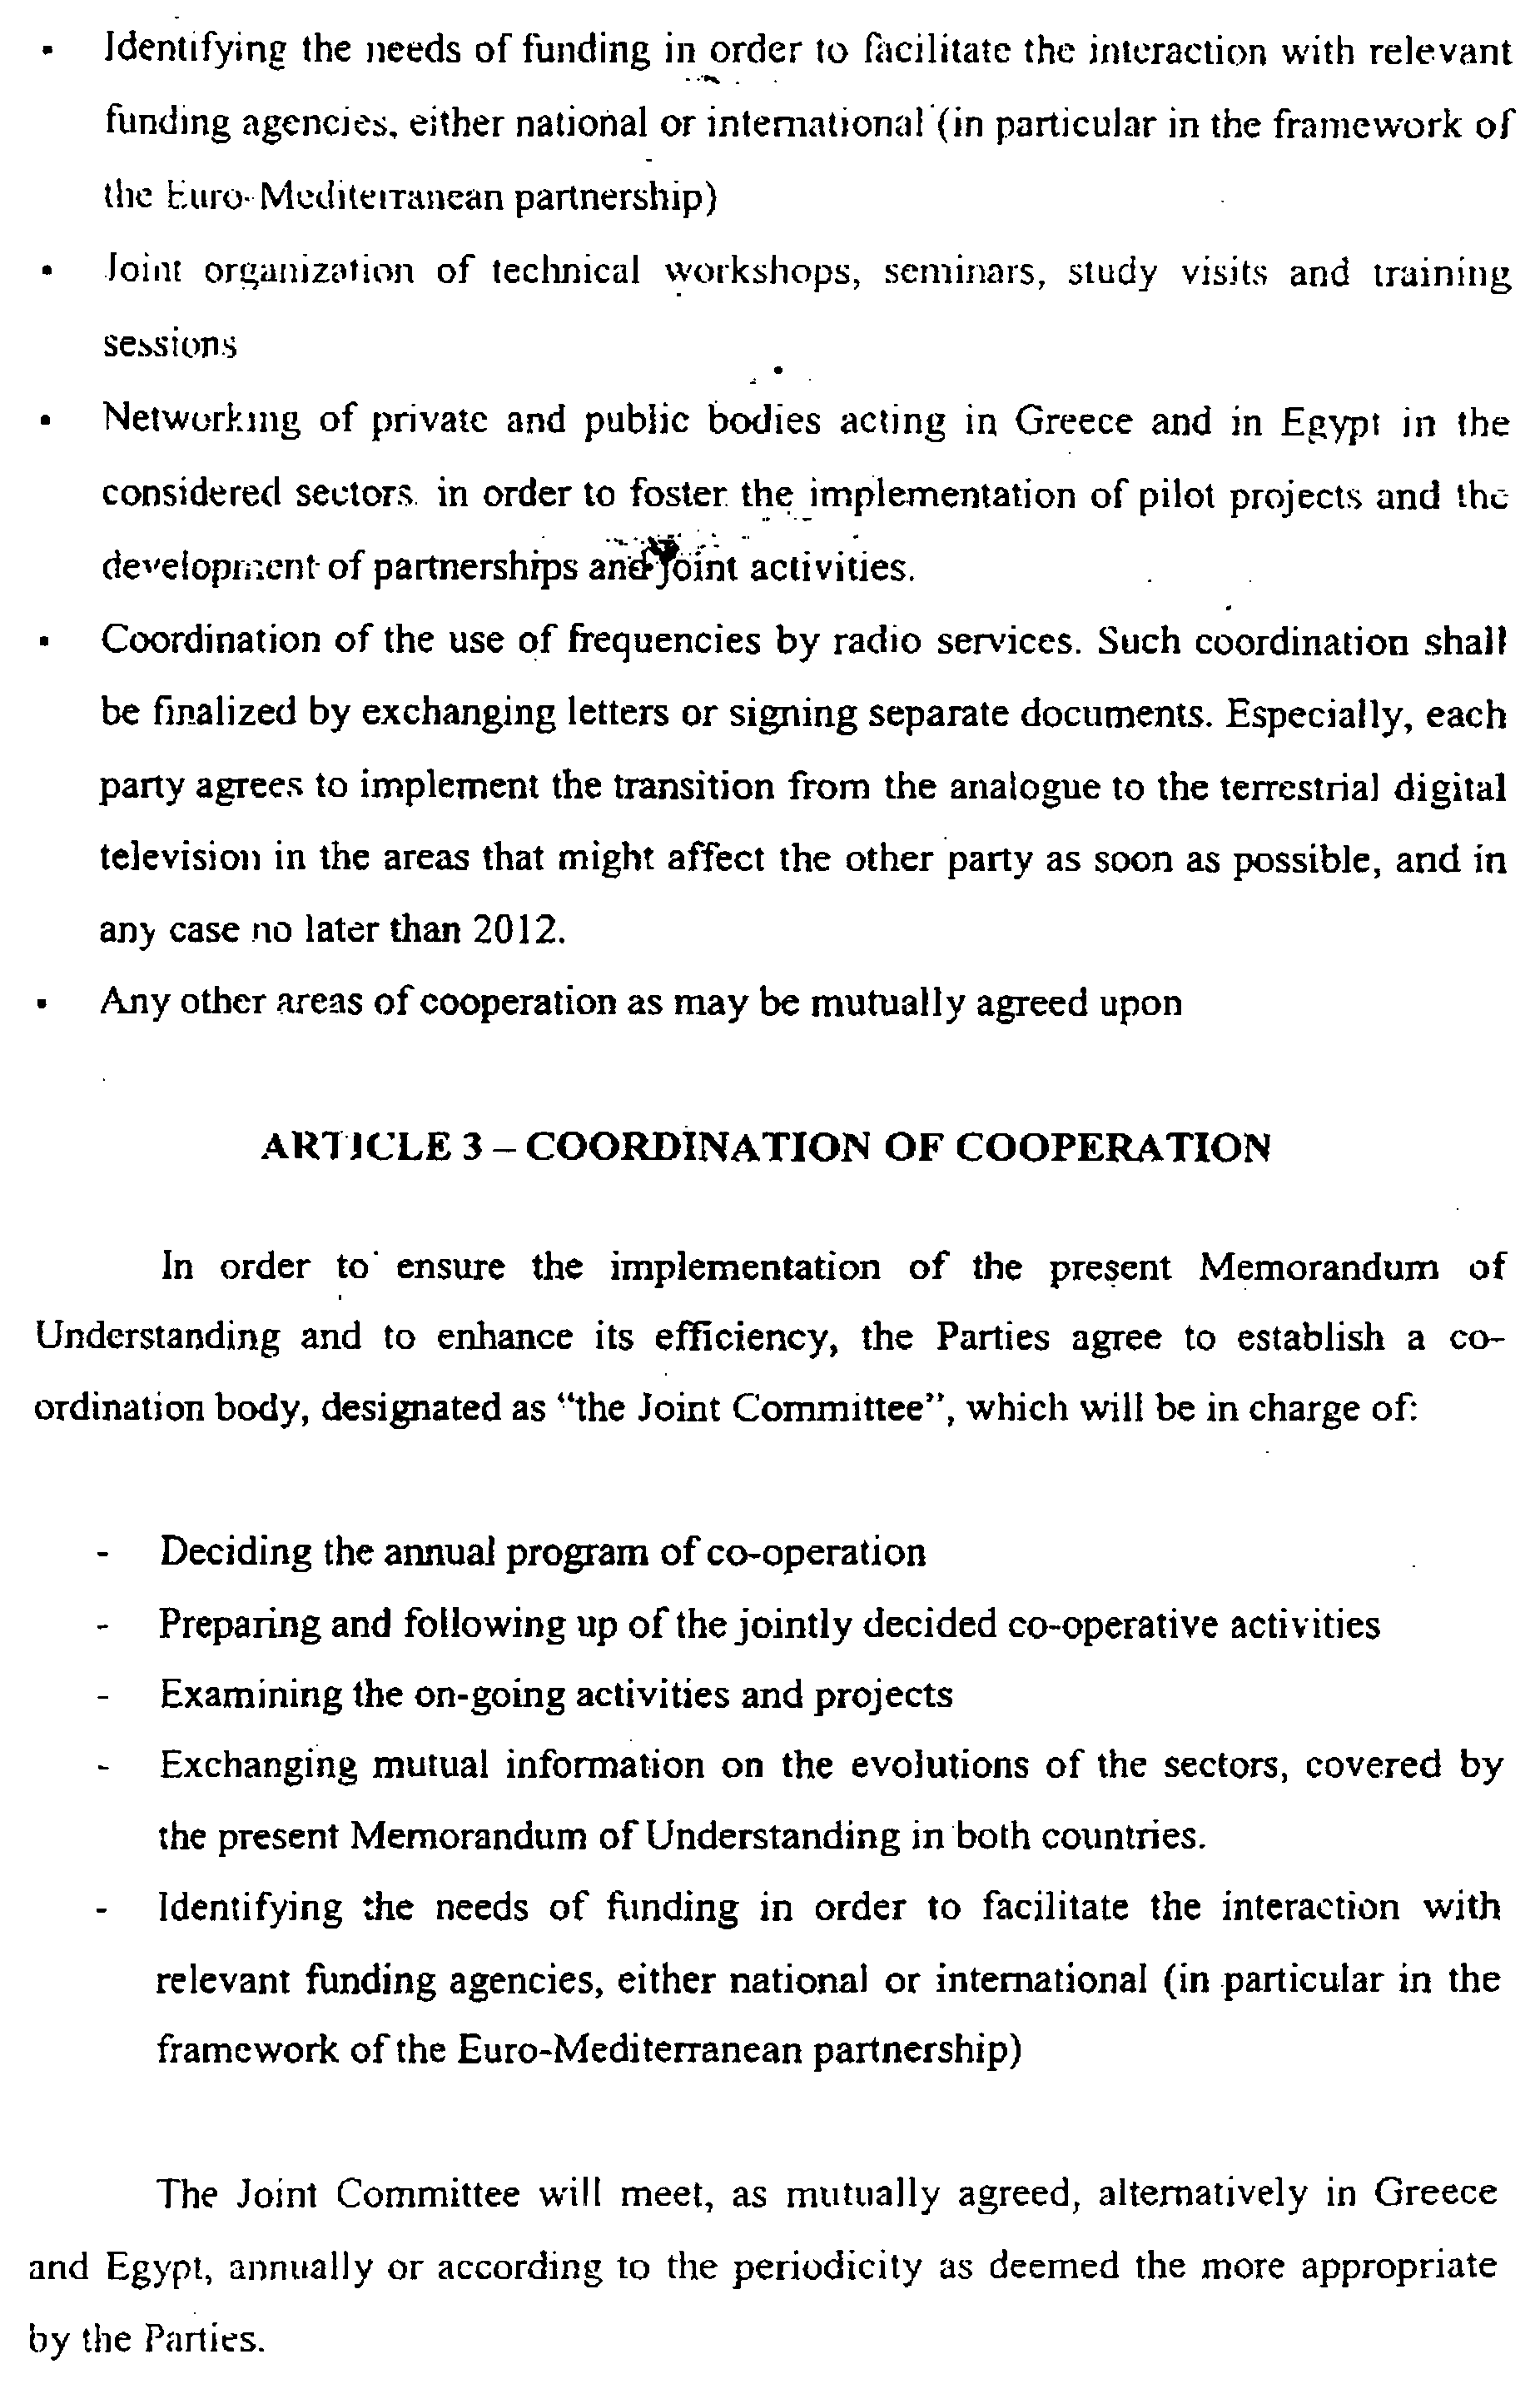 ▪ Identifying the needs of funding in order to facilitate the interaction with relevant
funding agencies, either national or international (in particular in the framework of
the Euro-Mediterranean partnership)
▪ Joint organization of technical workshops, seminars, study visits and training
sessions
▪ Networking of private and public bodies acting in Greece and in Egypt in the
considered sectors in order to foster the implementation of pilot projects and the
development of partnerships and joint activities.
▪ Coordination of the use of frequencies by radio services. Such coordination shall
be finalized by exchanging letters or signing separate documents. Especially, each
party agrees to implement the transition from the analogue to the terrestrial digital
television in the areas that might affect the other party as soon as possible, and in
any case no later than 2012.
▪ Any other areas of cooperation as may be mutually agreed upon
ARTICLE 3 – COORDINATION OF COOPERATION
In order to ensure the implementation of the present Memorandum of
Understanding and to enhance its efficiency, the Parties agree to establish a co-
ordination body, designated as "the Joint Committee", which will be in charge of:
- Deciding the annual program of co-operation
- Preparing and following up of the jointly decided co-operative activities
- Examining the on-going activities and projects
- Exchanging mutual information on the evolutions of the sectors, covered by
the present Memorandum of Understanding in both countries.
- Identifying the needs of funding in order to facilitate the interaction with
relevant funding agencies, either national or international (in particular in the
framework of the Euro-Mediterranean partnership)
The Joint Committee will meet, as mutually agreed, alternatively in Greece
and Egypt, annually or according to the periodicity as deemed the more appropriate
by the Parties.